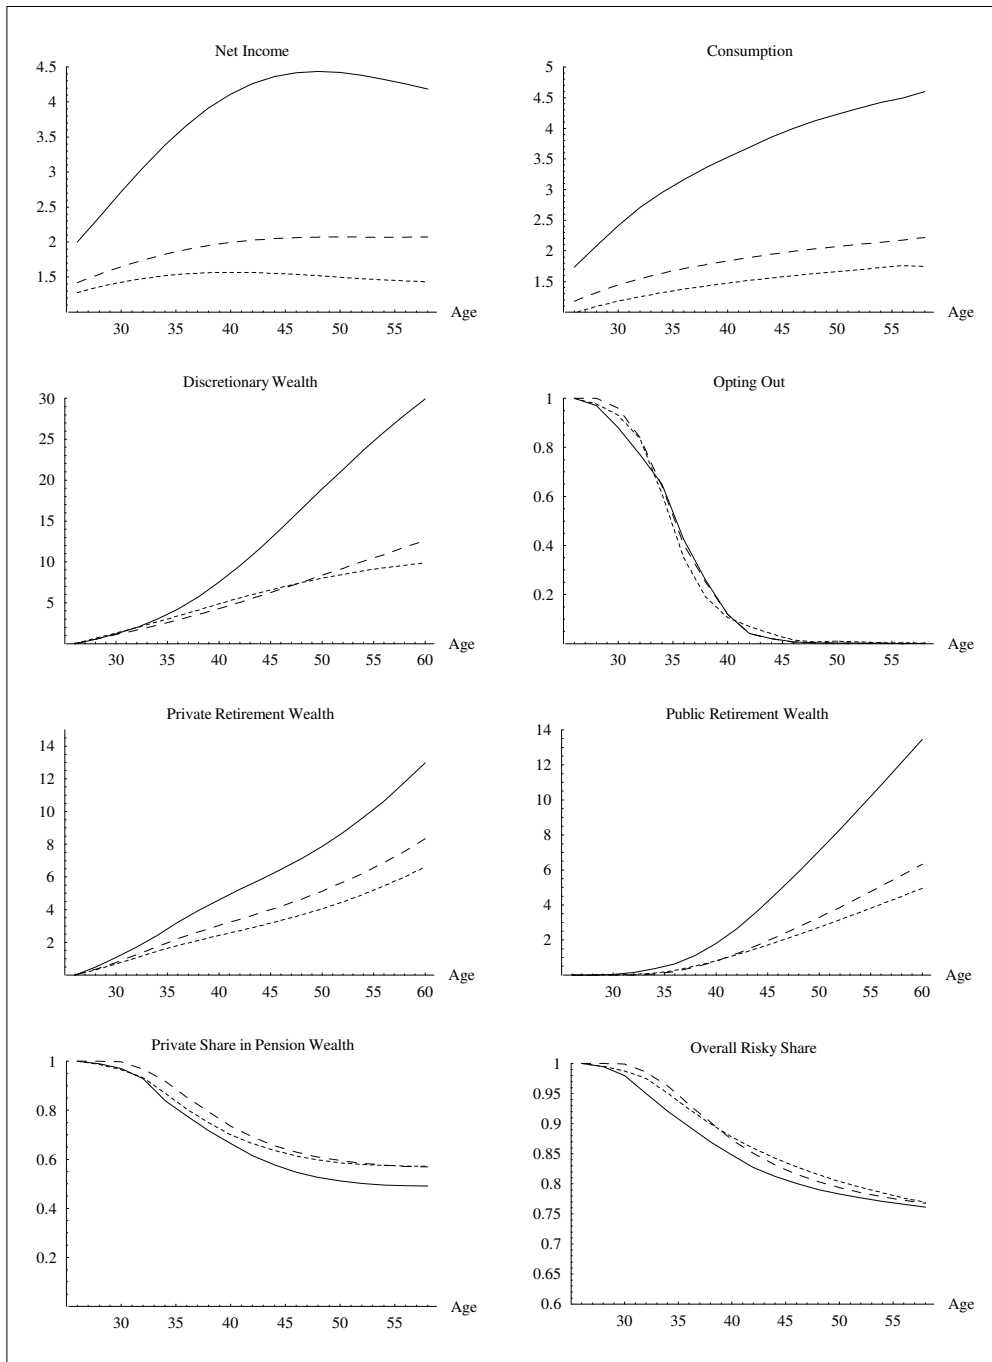 Net Income
4.5
4
3.5
3
2.5
2
1.5
30 35 40 45 50 55
Age
Consumption
5
4.5
4
3.5
3
2.5
2
1.5
30 35 40 45 50 55
Age
Discretionary Wealth
30
25
20
15
10
5
30 35 40 45 50 55 60
Age
Opting Out
1
0.8
0.6
0.4
0.2
30 35 40 45 50 55
Age
Private Retirement Wealth
14
12
10
8
6
4
2
30 35 40 45 50 55 60
Age
Public Retirement Wealth
14
12
10
8
6
4
2
30 35 40 45 50 55 60
Age
Private Share in Pension Wealth
1
0.8
0.6
0.4
0.2
30 35 40 45 50 55
Age
Overall Risky Share
1
0.95
0.9
0.85
0.8
0.75
0.7
0.65
0.6
30 35 40 45 50 55
Age